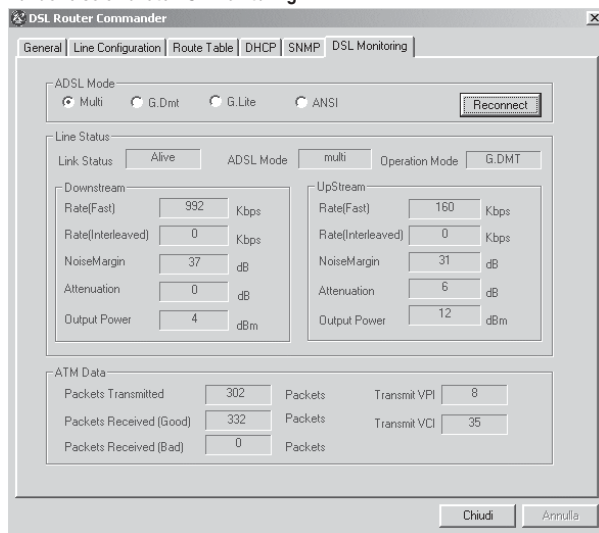 DSL Router Commander
General Line Configuration Route Table DHCP SNMP DSL Monitoring
ADSL Mode
Multi G.Dmt G.Lite ANSI Reconnect
Line Status
Link Status Alive ADSL Mode multi Operation Mode G.DMT
Downstream
Rate(Fast) 992 Kbps
Rate(Interleaved) 0 Kbps
NoiseMargin 37 dB
Attenuation 0 dB
Output Power 4 dBm
UpStream
Rate(Fast) 160 Kbps
Rate(Interleaved) 0 Kbps
NoiseMargin 31 dB
Attenuation 6 dB
Output Power 12 dBm
ATM Data
Packets Transmitted 302 Packets Transmit VPI 8
Packets Received (Good) 332 Packets Transmit VCI 35
Packets Received (Bad) 0 Packets
Chiudi Annulla